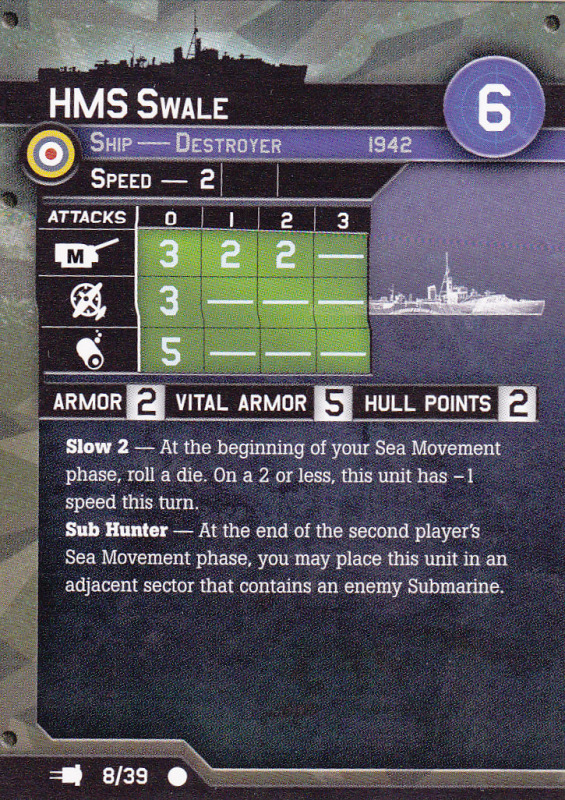 HMS Swale
6
Ship — Destroyer 1942
Speed — 2
ATTACKS 0 1 2 3
M 3 2 2 —
3 — — —
5 — — —
ARMOR 2 VITAL ARMOR 5 HULL POINTS 2
Slow 2 — At the beginning of your Sea Movement
phase, roll a die. On a 2 or less, this unit has −1
speed this turn.
Sub Hunter — At the end of the second player's
Sea Movement phase, you may place this unit in an
adjacent sector that contains an enemy Submarine.
8/39